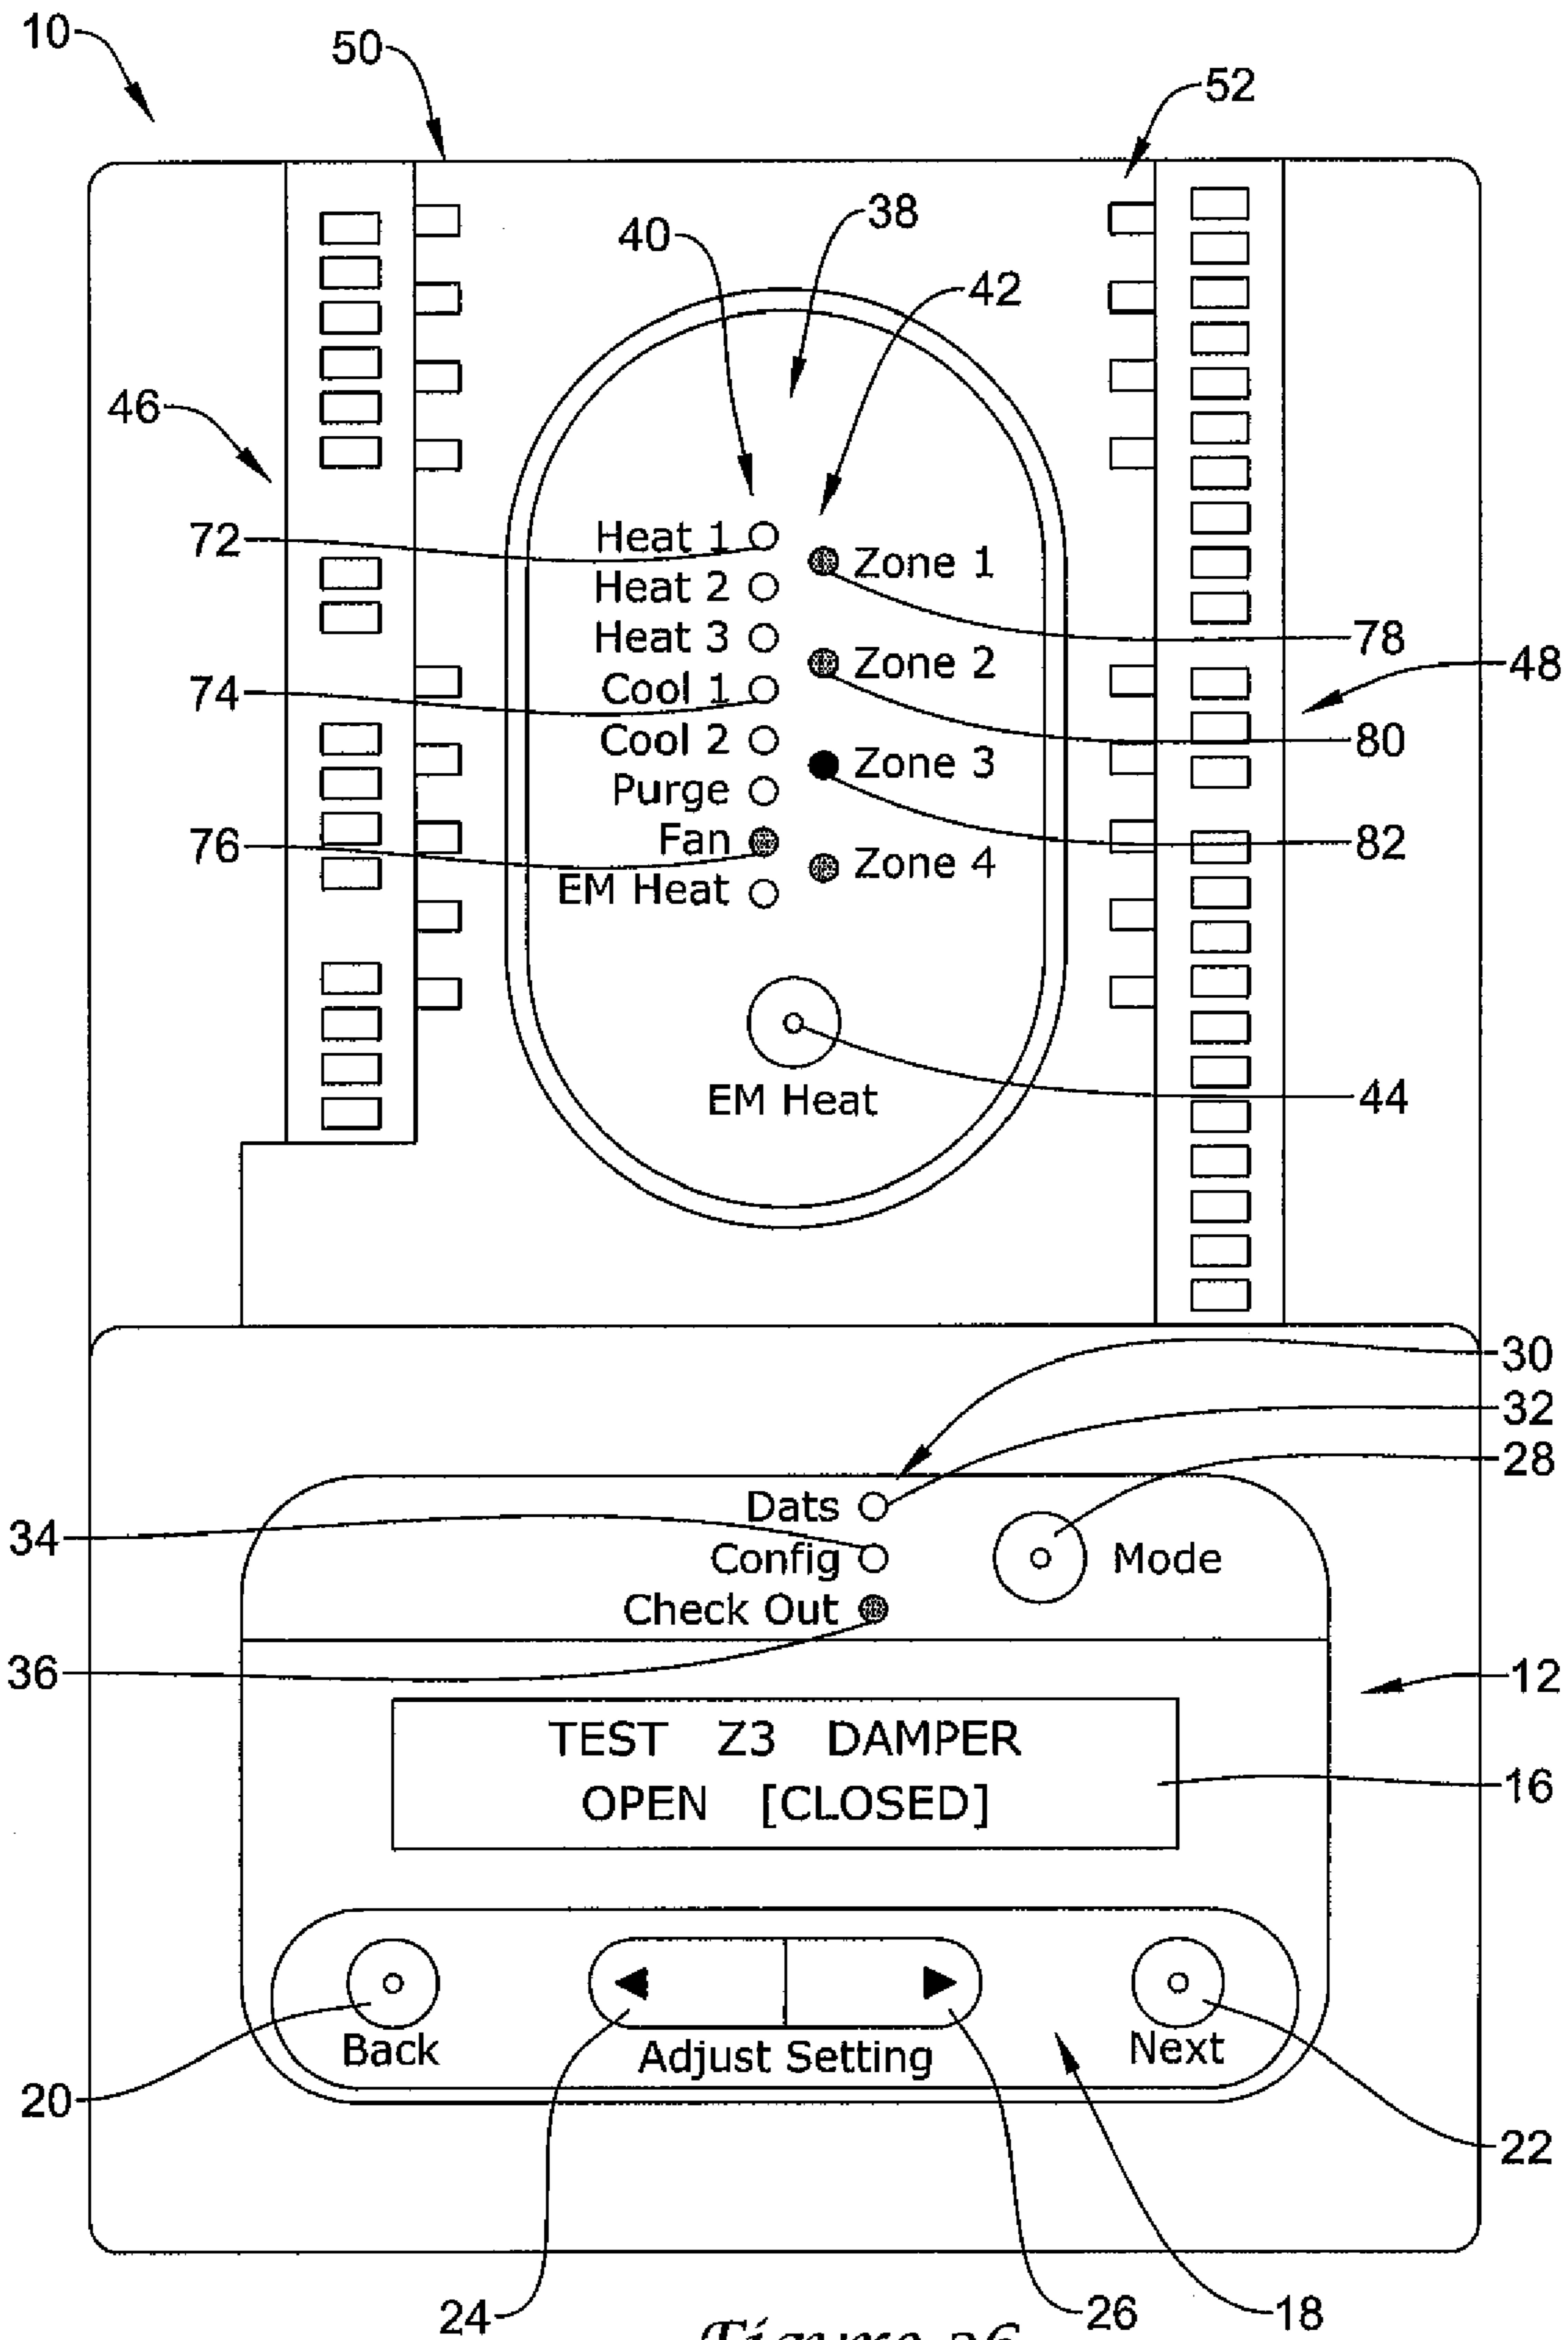 10
50
52
38
40
42
46
72
Heat 1
Zone 1
Heat 2
78
Heat 3
Zone 2
48
74
Cool 1
80
Cool 2
Zone 3
Purge
76
Fan
82
Zone 4
EM Heat
44
EM Heat
30
32
28
Dats
34
Config
Mode
Check Out
36
12
TEST Z3 DAMPER
OPEN [CLOSED]
16
Back
Adjust Setting
Next
20
22
24
26
18